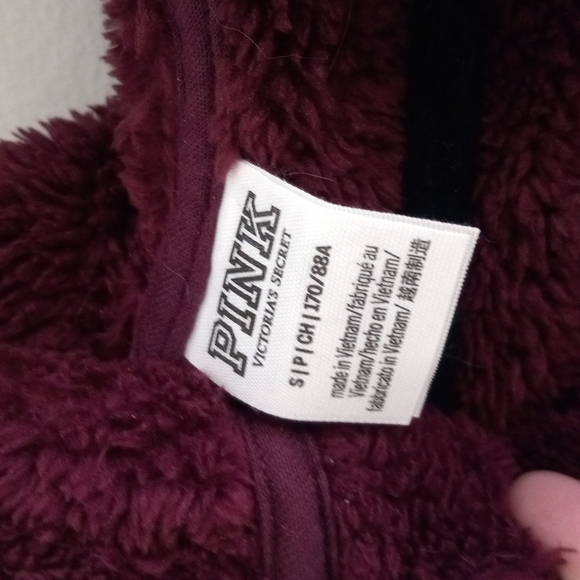 PINK
VICTORIA'S SECRET
S|P|CH|170/88A
made in Vietnam/fabriqué au
Vietnam/hecho en Vietnam/
fabbricato in Vietnam/ 越南制造